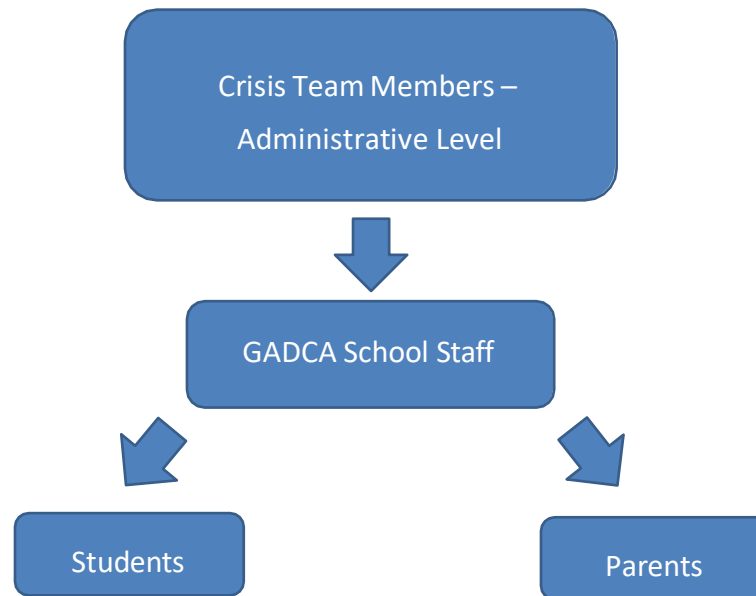 Crisis Team Members –
Administrative Level
GADCA School Staff
Students
Parents